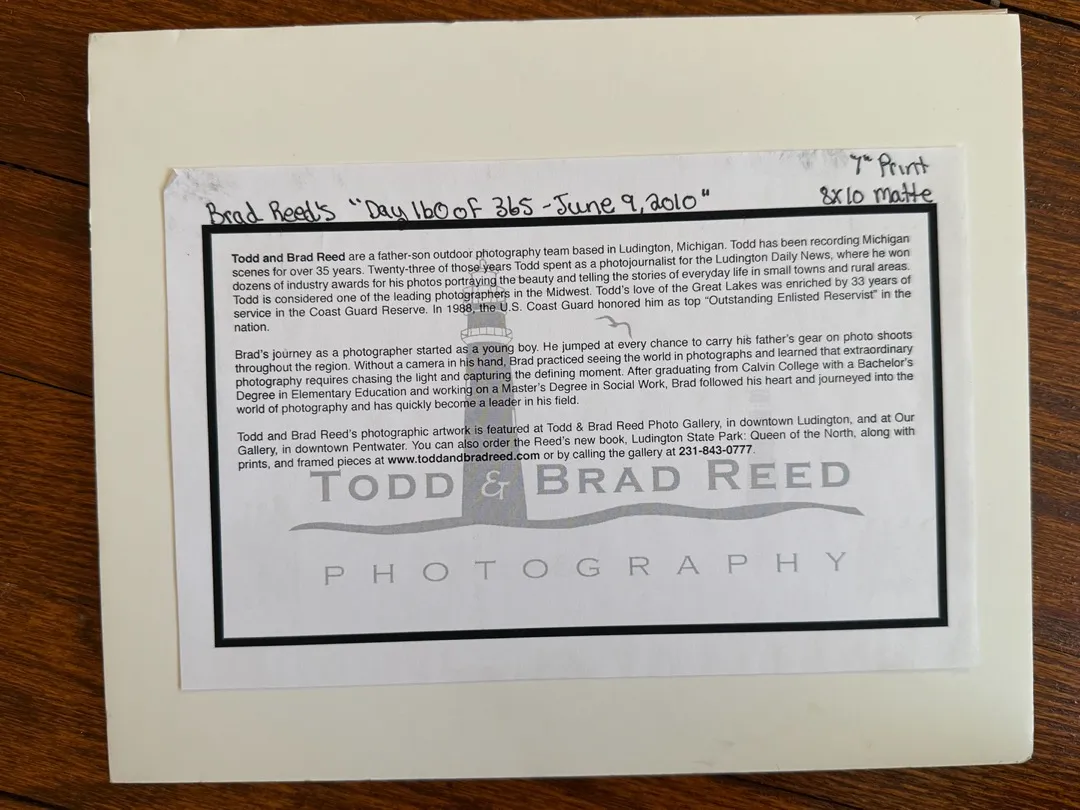 7" Print
Brad Reed's "Day 160 of 365 - June 9, 2010"
8x10 matte
Todd and Brad Reed are a father-son outdoor photography team based in Ludington, Michigan. Todd has been recording Michigan
scenes for over 35 years. Twenty-three of those years Todd spent as a photojournalist for the Ludington Daily News, where he won
dozens of industry awards for his photos portraying the beauty and telling the stories of everyday life in small towns and rural areas.
Todd is considered one of the leading photographers in the Midwest. Todd's love of the Great Lakes was enriched by 33 years of
service in the Coast Guard Reserve. In 1988, the U.S. Coast Guard honored him as top "Outstanding Enlisted Reservist" in the
nation.
Brad's journey as a photographer started as a young boy. He jumped at every chance to carry his father's gear on photo shoots
throughout the region. Without a camera in his hand, Brad practiced seeing the world in photographs and learned that extraordinary
photography requires chasing the light and capturing the defining moment. After graduating from Calvin College with a Bachelor's
Degree in Elementary Education and working on a Master's Degree in Social Work, Brad followed his heart and journeyed into the
world of photography and has quickly become a leader in his field.
Todd and Brad Reed's photographic artwork is featured at Todd & Brad Reed Photo Gallery, in downtown Ludington, and at Our
Gallery, in downtown Pentwater. You can also order the Reed's new book, Ludington State Park: Queen of the North, along with
prints, and framed pieces at www.toddandbradreed.com or by calling the gallery at 231-843-0777.
TODD & BRAD REED
PHOTOGRAPHY